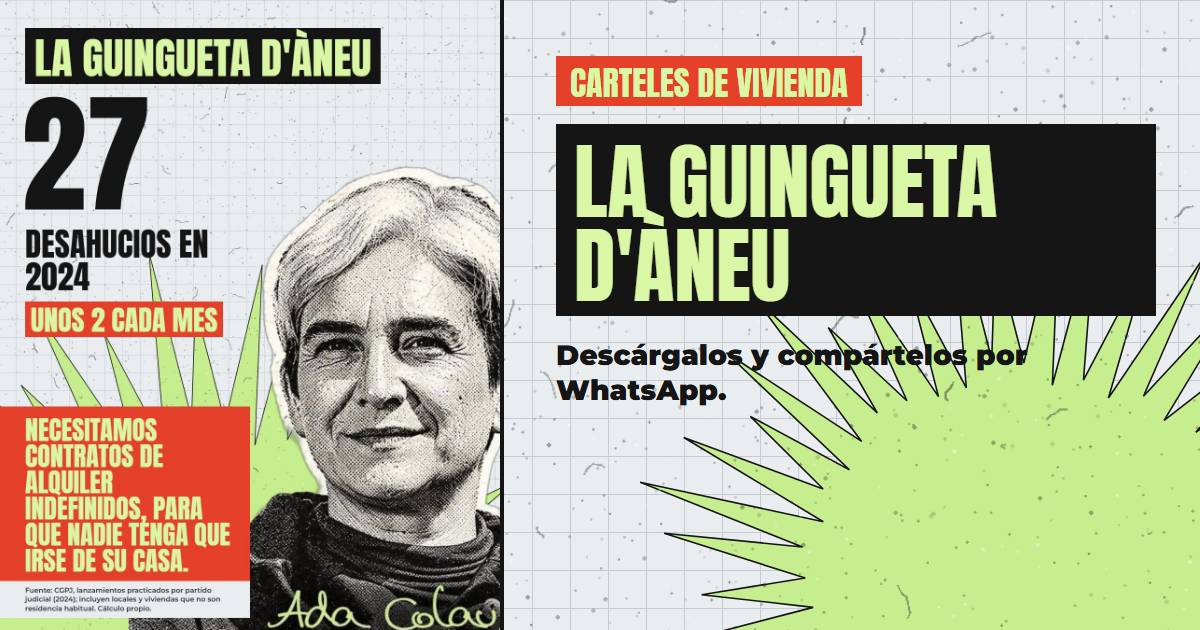 LA GUINGUETA D'ÀNEU
27
DESAHUCIOS EN
2024
UNOS 2 CADA MES
NECESITAMOS
CONTRATOS DE
ALQUILER
INDEFINIDOS, PARA
QUE NADIE TENGA QUE
IRSE DE SU CASA.
Fuente: CGPJ, lanzamientos practicados por partido
judicial (2024); incluyen locales y viviendas que no son
residencia habitual. Cálculo propio.
Ada Colau
CARTELES DE VIVIENDA
LA GUINGUETA
D'ÀNEU
Descárgalos y compártelos por
WhatsApp.